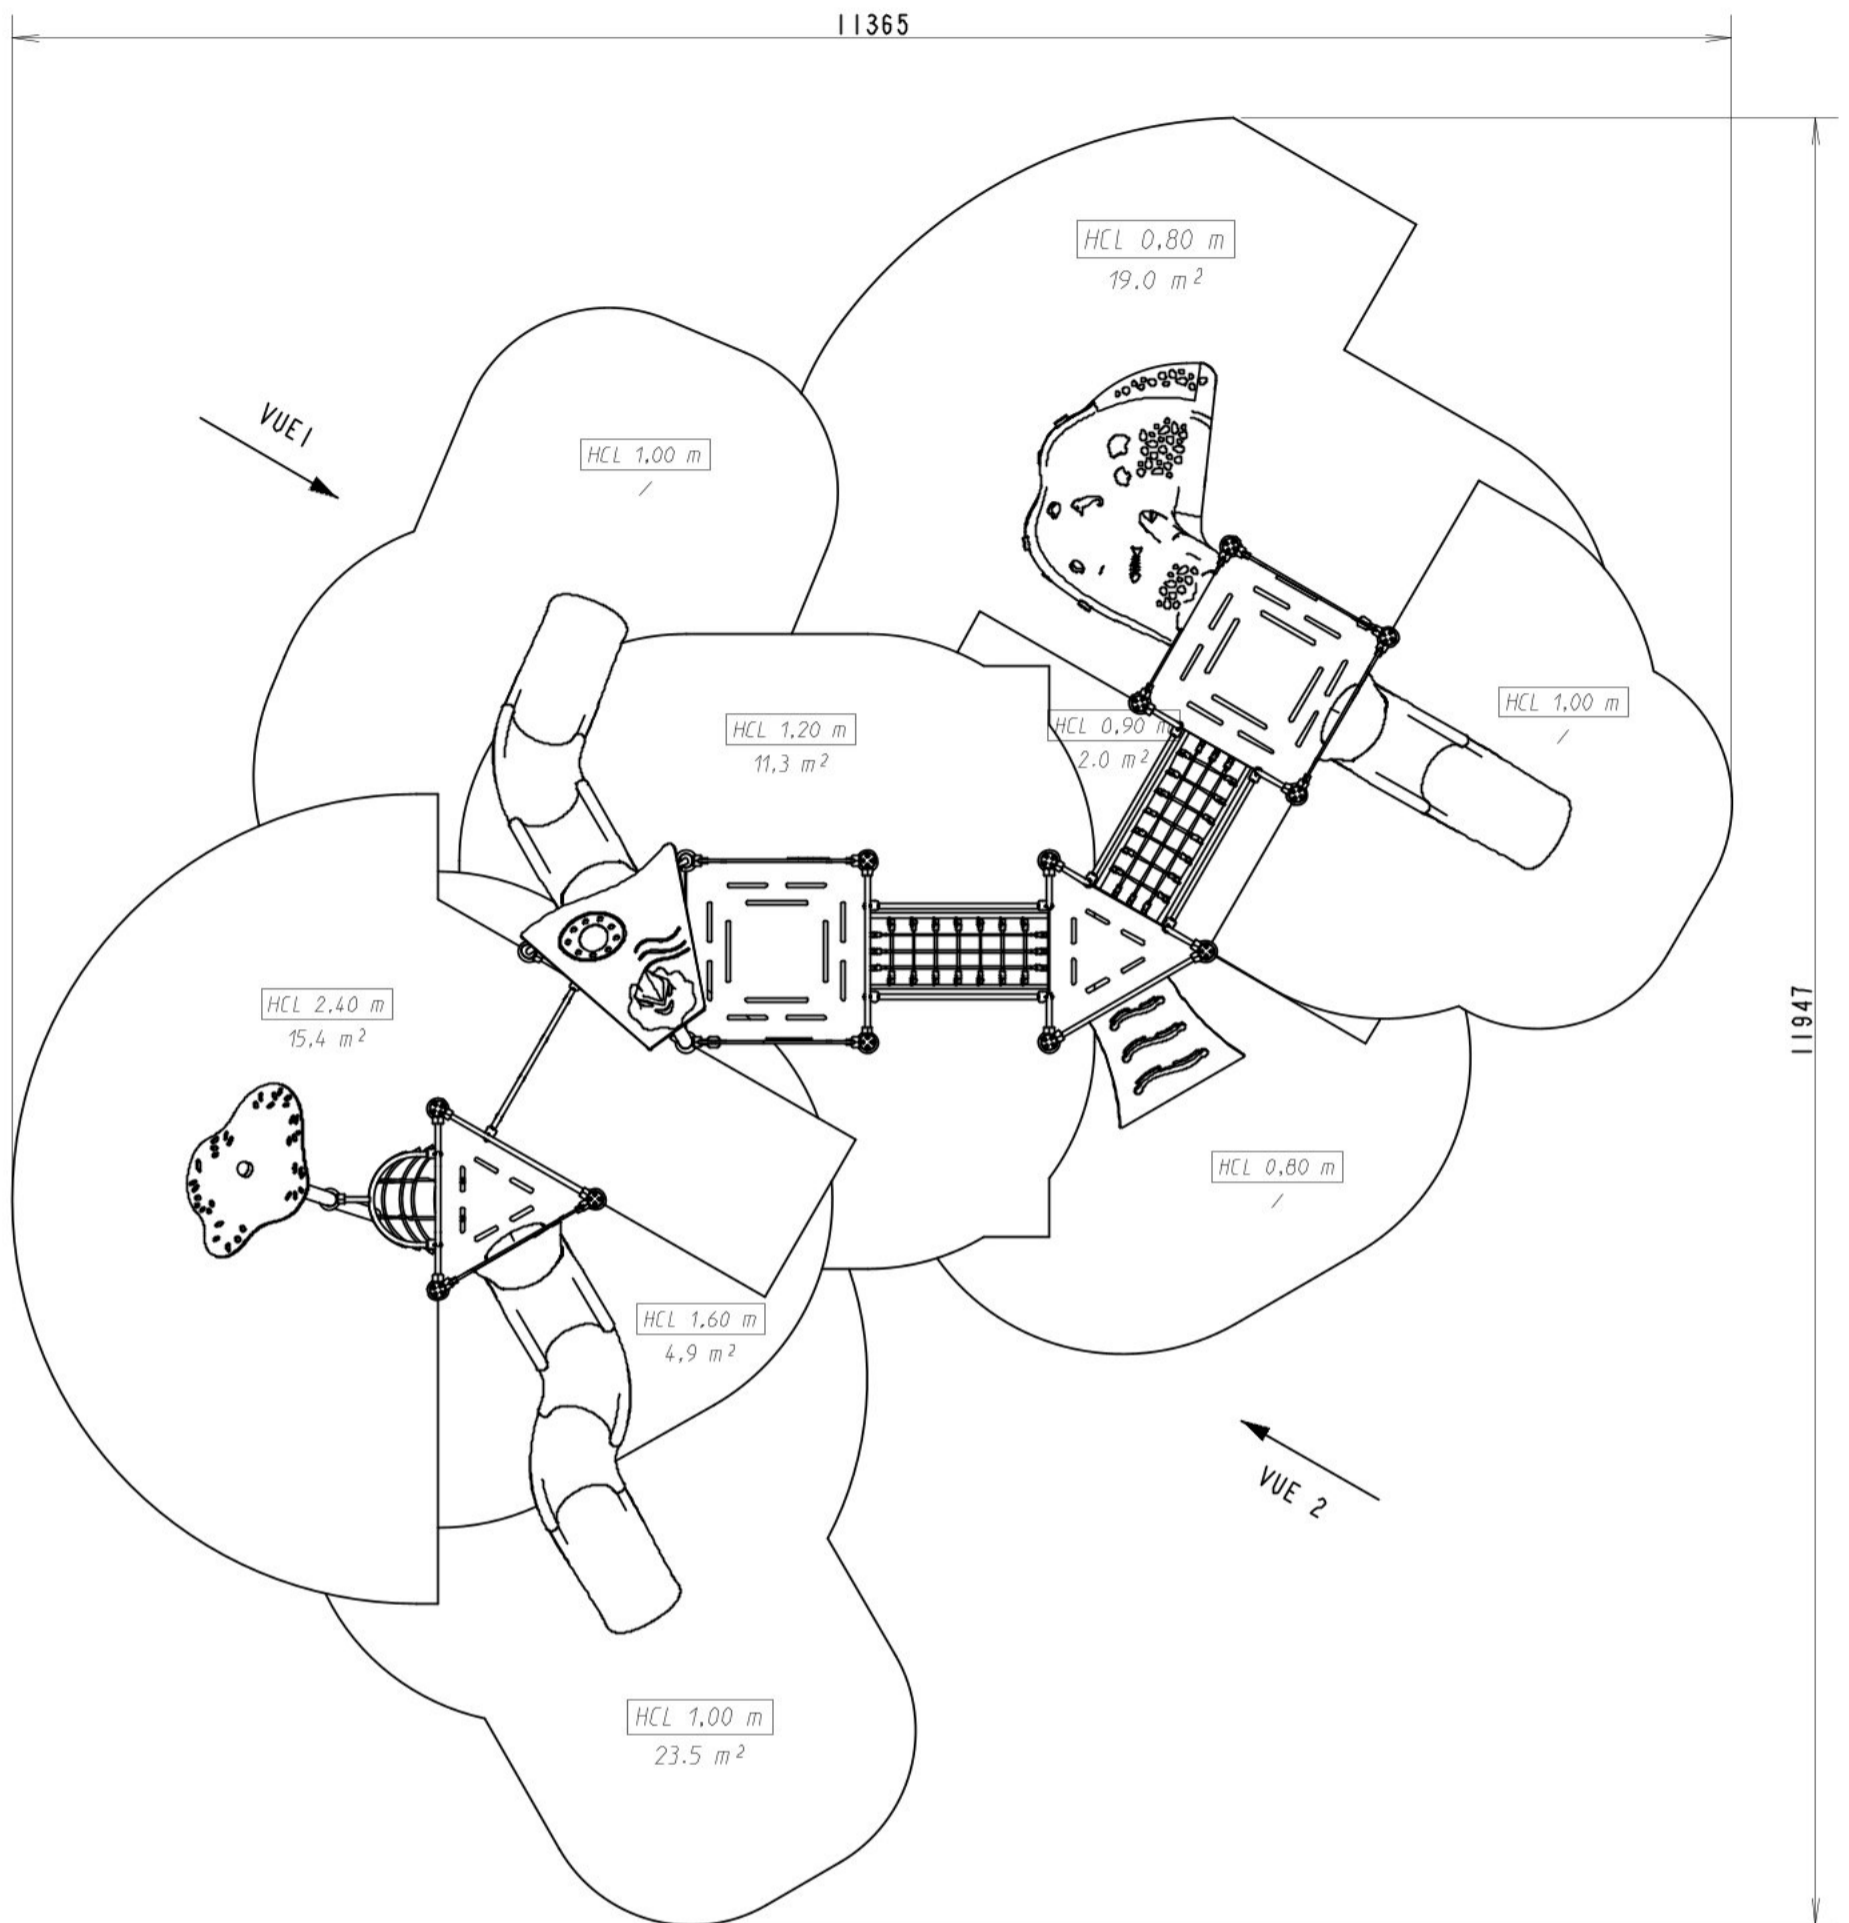 11365
HCL 0,80 m
19.0 m²
VUE1
HCL 1,00 m
/
HCL 1,00 m
/
HCL 1,20 m
11,3 m²
HCL 0,90 m
2.0 m²
HCL 2,40 m
15,4 m²
11947
HCL 0,80 m
/
HCL 1,60 m
4,9 m²
VUE 2
HCL 1,00 m
23.5 m²